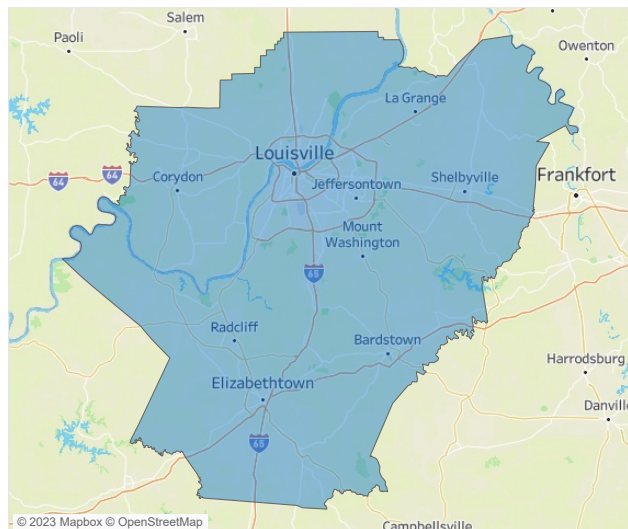 Salem
Paoli
Owenton
La Grange
Louisville
64
64
Corydon
Jeffersontown
Shelbyville
Frankfort
Mount
Washington
65
Radcliff
Bardstown
Harrodsburg
Elizabethtown
Danville
65
© 2023 Mapbox © OpenStreetMap
Campbellsville